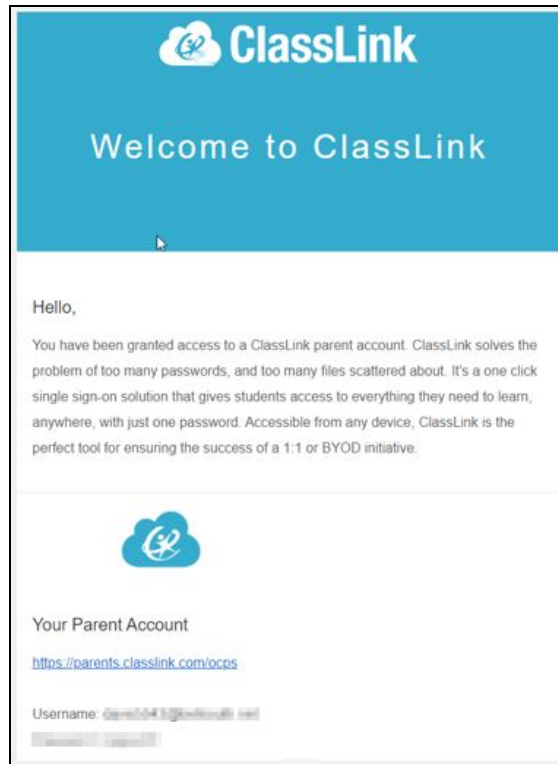 ClassLink
Welcome to ClassLink
Hello,
You have been granted access to a ClassLink parent account. ClassLink solves the
problem of too many passwords, and too many files scattered about. It's a one click
single sign-on solution that gives students access to everything they need to learn,
anywhere, with just one password. Accessible from any device, ClassLink is the
perfect tool for ensuring the success of a 1:1 or BYOD initiative.
Your Parent Account
https://parents.classlink.com/ocps
Username: